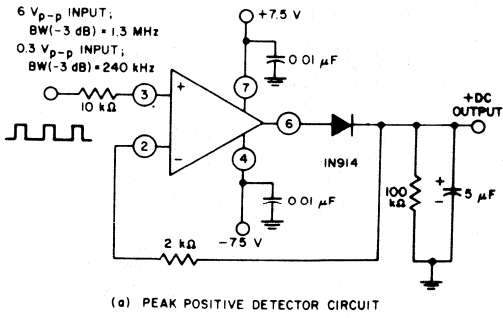 6 Vp-p INPUT;
BW(-3 dB) = 1.3 MHz
0.3 Vp-p INPUT;
BW(-3 dB) = 240 kHz
+7.5 V
0.01 µF
7
3
+
10 kΩ
6
+DC
OUTPUT
2
-
4
1N914
0.01 µF
100
kΩ
+
-
5 µF
-7.5 V
2 kΩ
(a) PEAK POSITIVE DETECTOR CIRCUIT